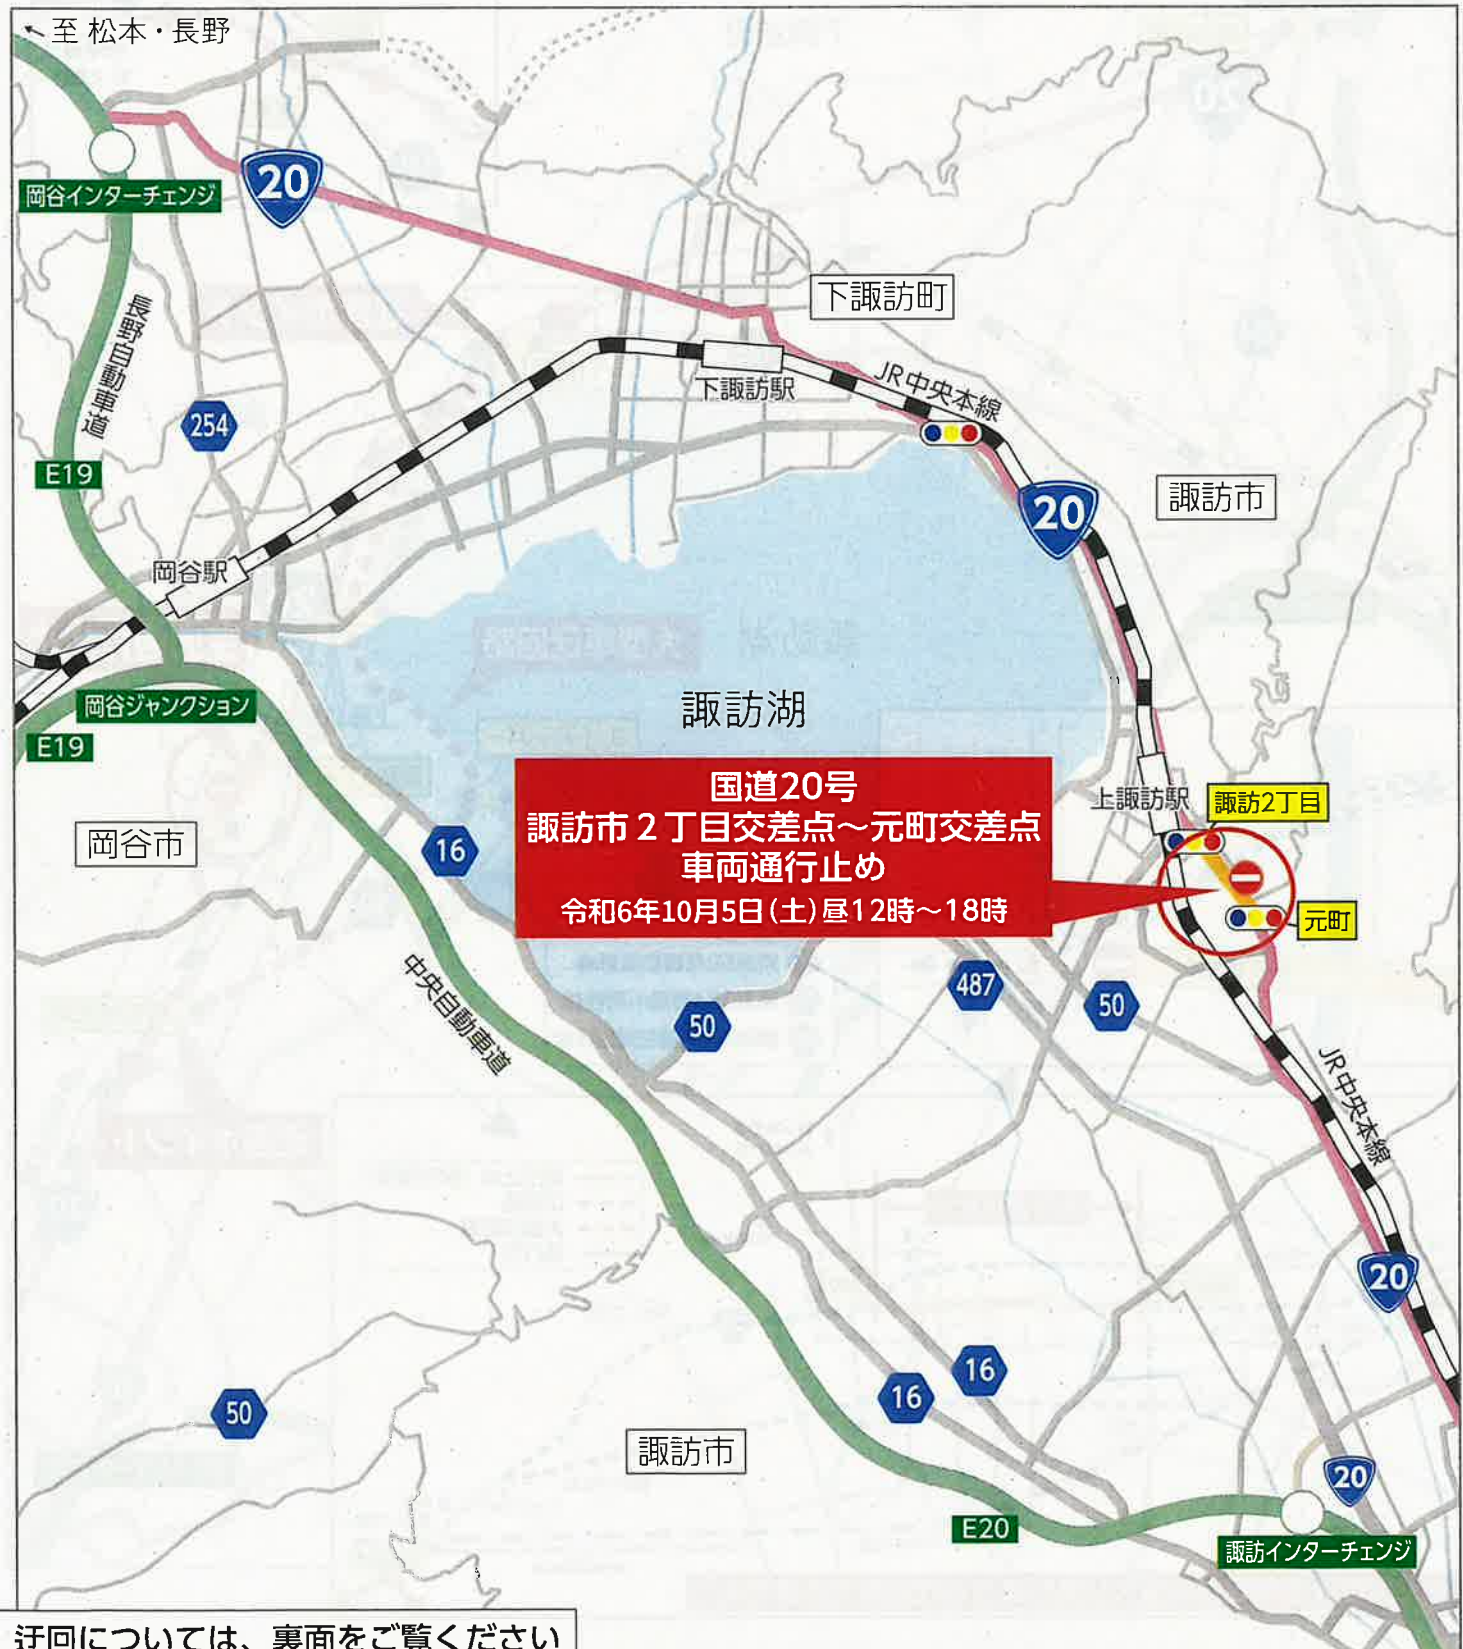 ← 至 松本・長野
岡谷インターチェンジ
20
下諏訪町
長野自動車道
下諏訪駅
JR中央本線
254
E19
20
諏訪市
岡谷駅
岡谷ジャンクション
E19
諏訪湖
国道20号
諏訪市2丁目交差点～元町交差点
車両通行止め
令和6年10月5日(土)昼12時～18時
上諏訪駅
諏訪2丁目
元町
岡谷市
16
中央自動車道
50
487
50
JR中央本線
20
16
16
50
諏訪市
20
E20
諏訪インターチェンジ
迂回については、裏面をご覧ください